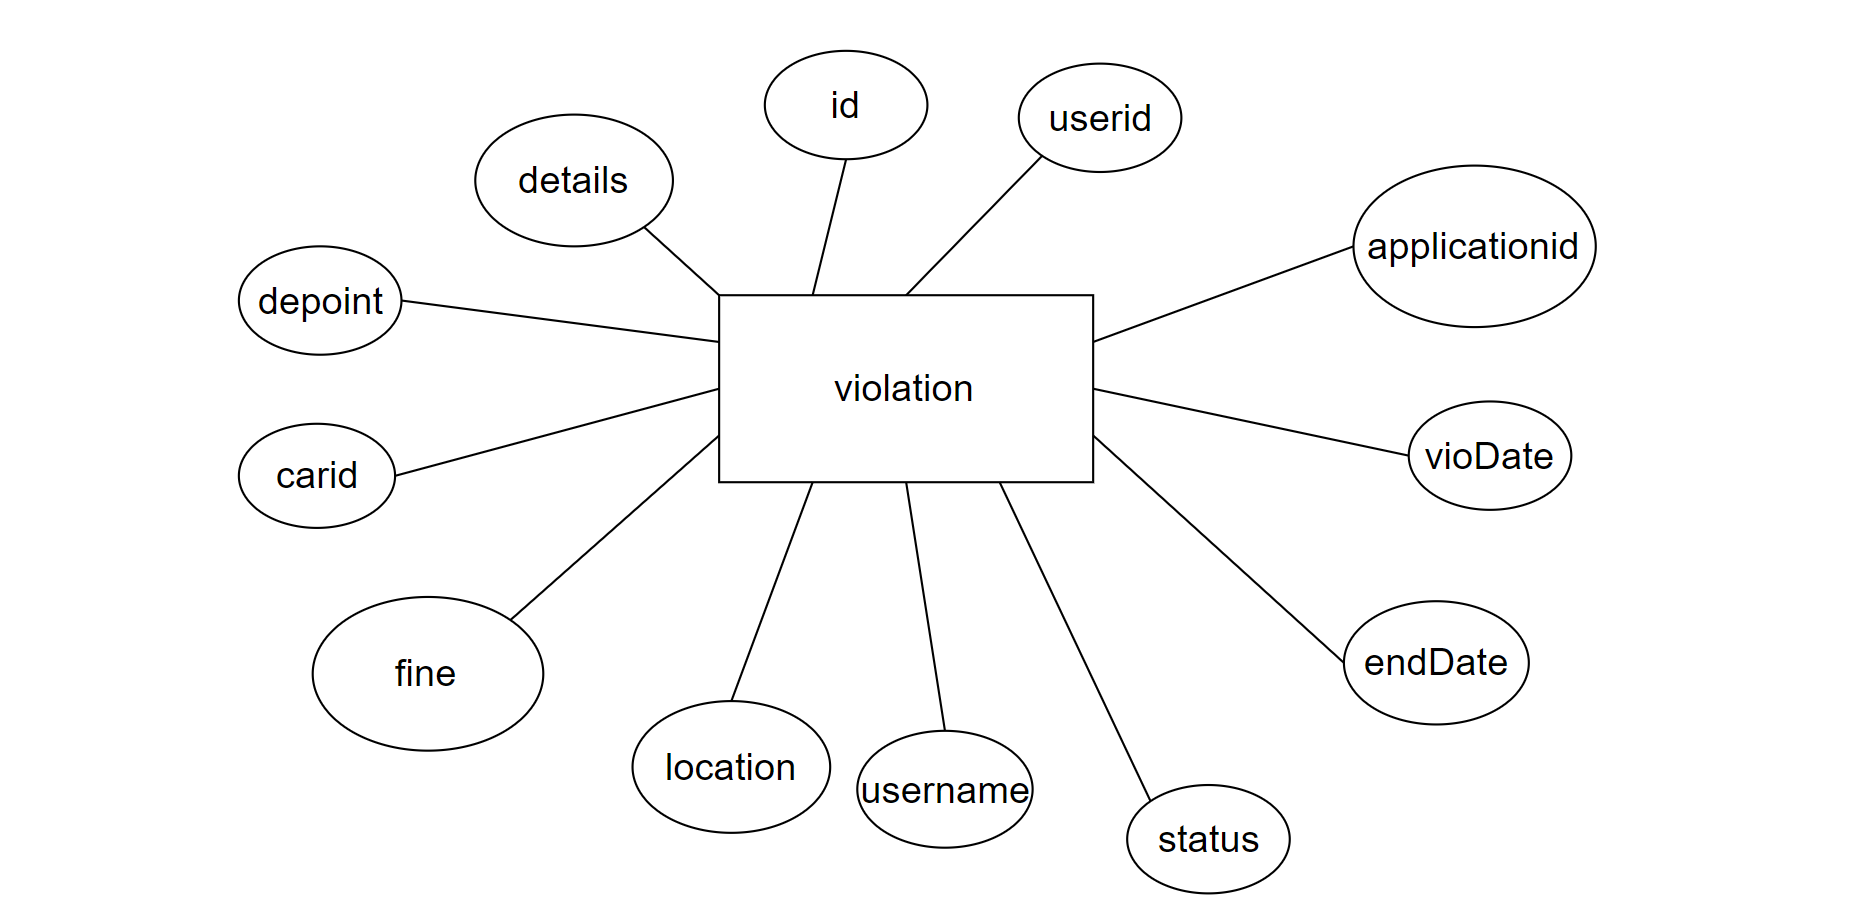 id
userid
details
applicationid
depoint
violation
vioDate
carid
endDate
fine
location
username
status